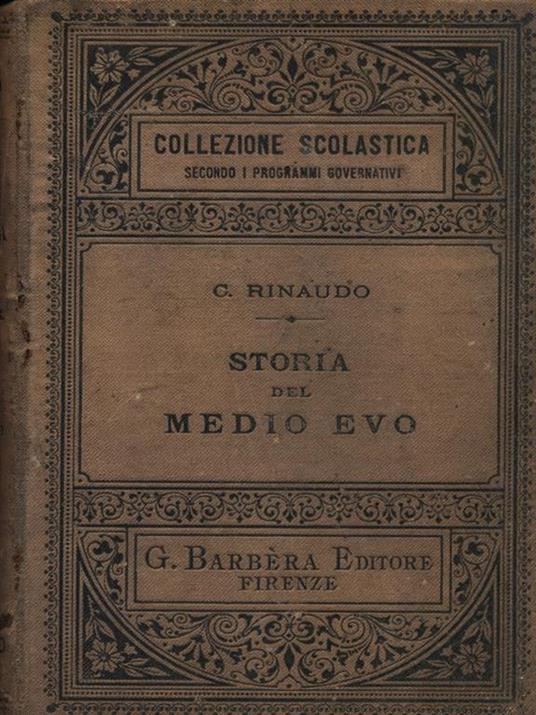 COLLEZIONE SCOLASTICA
SECONDO I PROGRAMMI GOVERNATIVI
C. RINAUDO
STORIA
DEL
MEDIO EVO
G. BARBÈRA EDITORE
FIRENZE